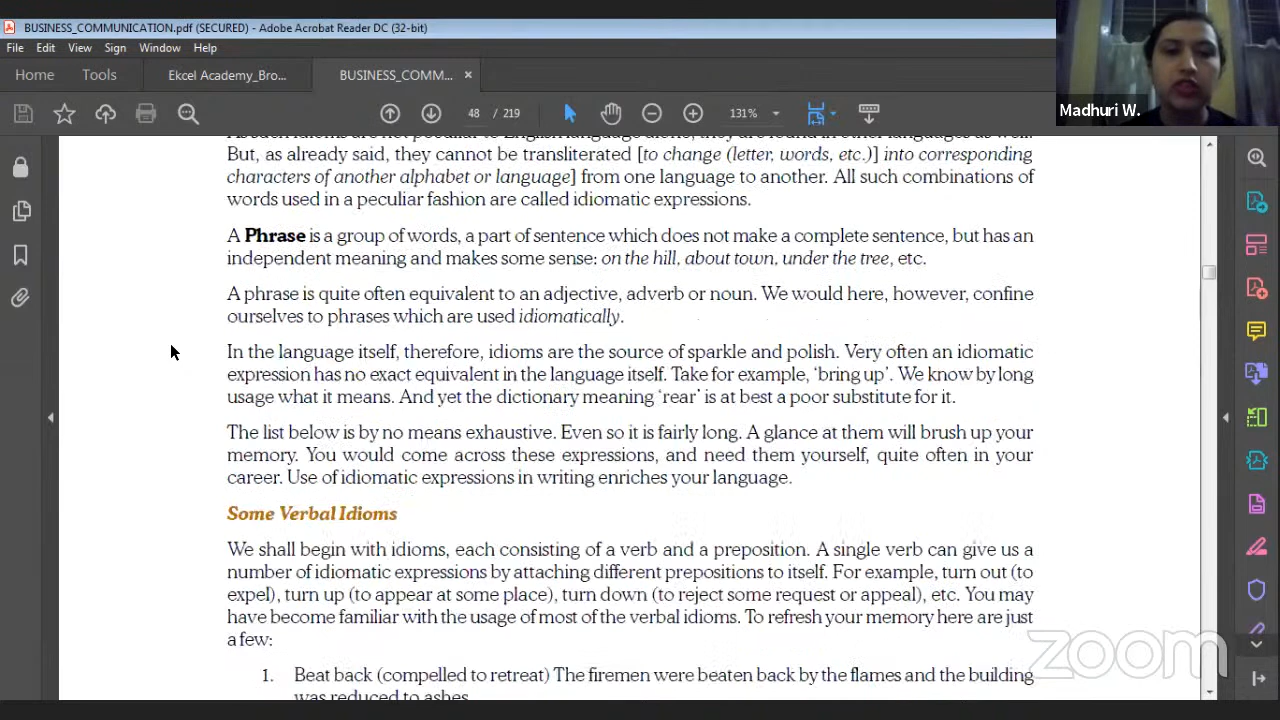 BUSINESS_COMMUNICATION.pdf (SECURED) - Adobe Acrobat Reader DC (32-bit)
File Edit View Sign Window Help
Home Tools Ekcel Academy_Bro... BUSINESS_COMM... ×
48 / 219 131%
Madhuri W.
But, as already said, they cannot be transliterated [to change (letter, words, etc.)] into corresponding
characters of another alphabet or language] from one language to another. All such combinations of
words used in a peculiar fashion are called idiomatic expressions.
A Phrase is a group of words, a part of sentence which does not make a complete sentence, but has an
independent meaning and makes some sense: on the hill, about town, under the tree, etc.
A phrase is quite often equivalent to an adjective, adverb or noun. We would here, however, confine
ourselves to phrases which are used idiomatically.
In the language itself, therefore, idioms are the source of sparkle and polish. Very often an idiomatic
expression has no exact equivalent in the language itself. Take for example, ‘bring up’. We know by long
usage what it means. And yet the dictionary meaning ‘rear’ is at best a poor substitute for it.
The list below is by no means exhaustive. Even so it is fairly long. A glance at them will brush up your
memory. You would come across these expressions, and need them yourself, quite often in your
career. Use of idiomatic expressions in writing enriches your language.
Some Verbal Idioms
We shall begin with idioms, each consisting of a verb and a preposition. A single verb can give us a
number of idiomatic expressions by attaching different prepositions to itself. For example, turn out (to
expel), turn up (to appear at some place), turn down (to reject some request or appeal), etc. You may
have become familiar with the usage of most of the verbal idioms. To refresh your memory here are just
a few:
1. Beat back (compelled to retreat) The firemen were beaten back by the flames and the building
was reduced to ashes
zoom